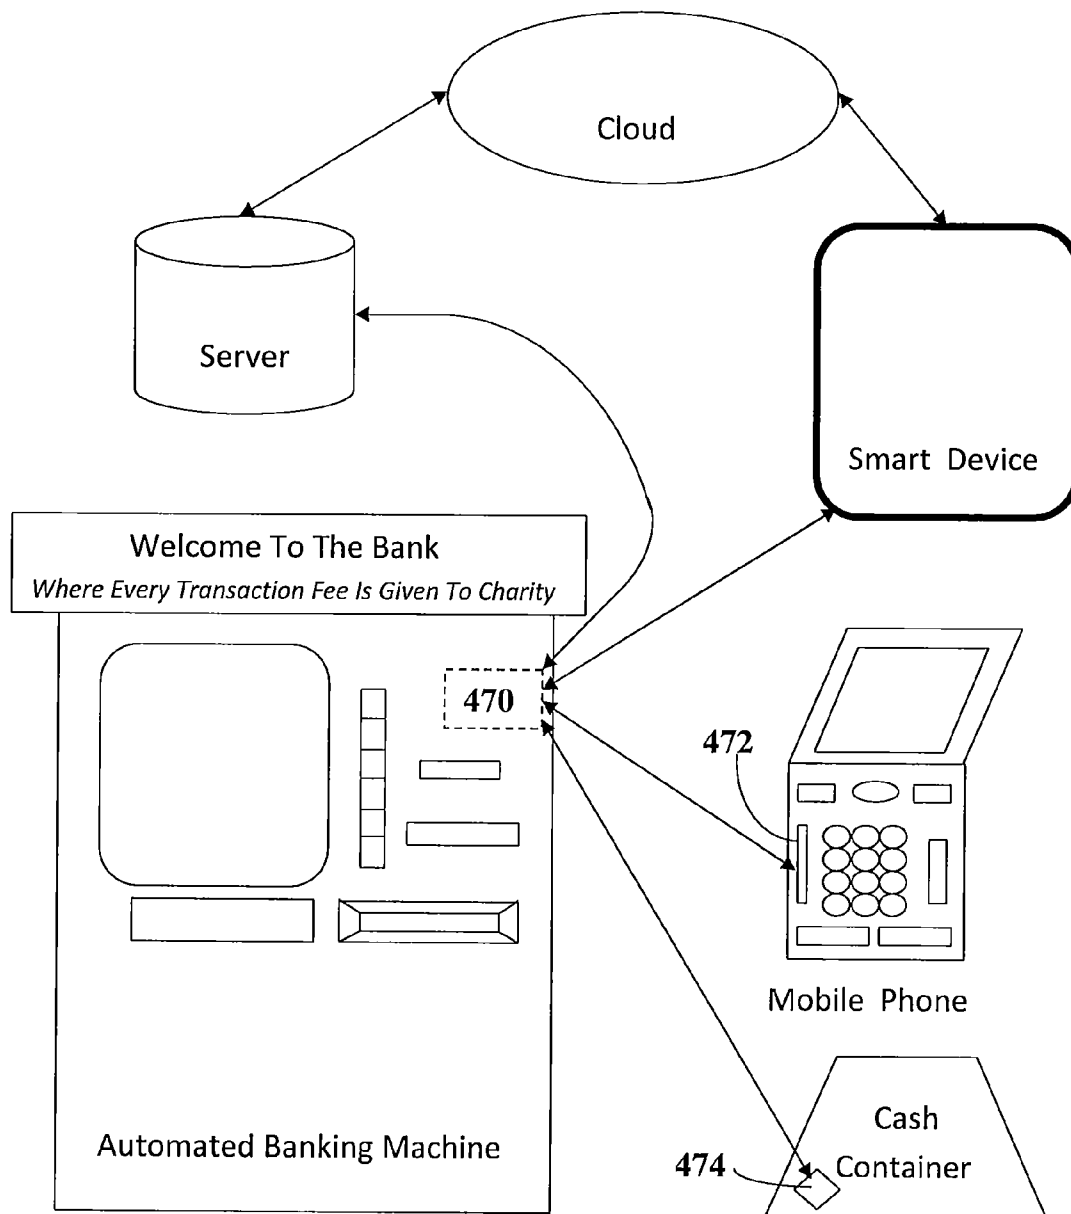 Cloud
Server
Smart Device
Welcome To The Bank
Where Every Transaction Fee Is Given To Charity
470
472
Mobile Phone
Automated Banking Machine
Cash
Container
474